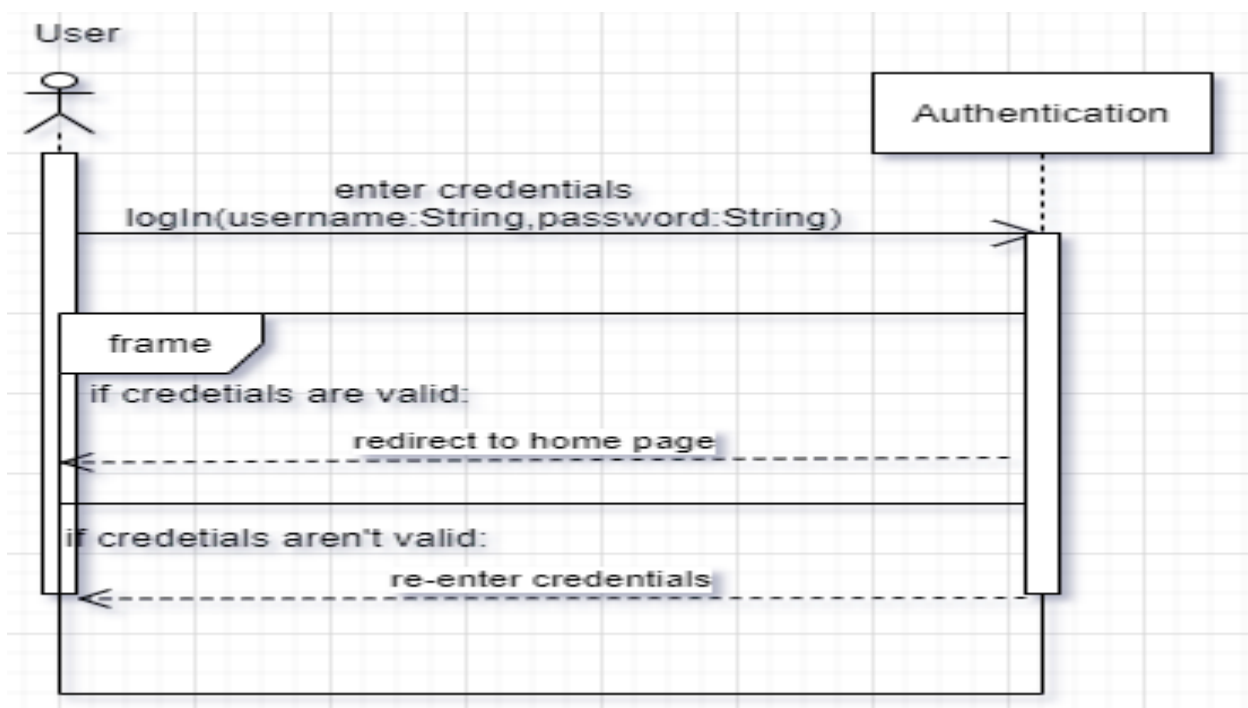 User
Authentication
enter credentials
logIn(username:String,password:String)
frame
if credetials are valid:
redirect to home page
if credetials aren't valid:
re-enter credentials